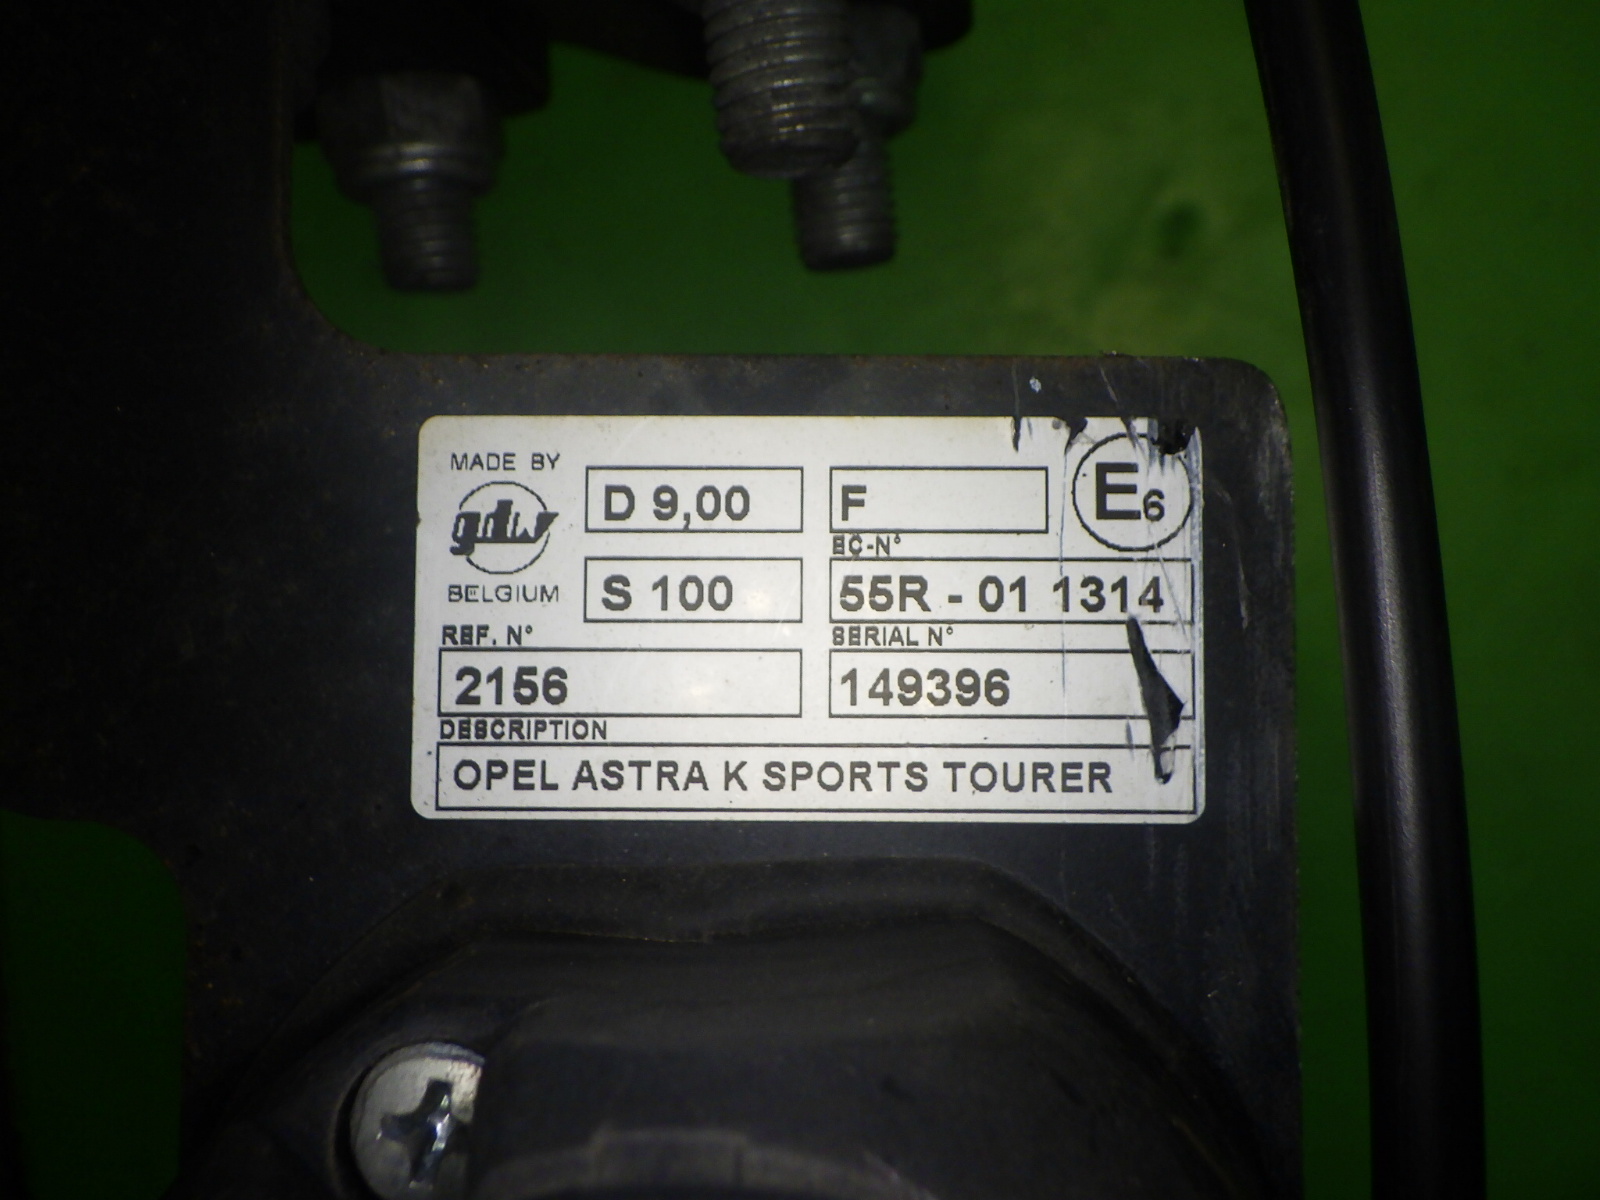 MADE BY
gdw
BELGIUM
D 9,00
F
E6
EC-N°
S 100
55R - 01 1314
REF. N°
SERIAL N°
2156
149396
DESCRIPTION
OPEL ASTRA K SPORTS TOURER